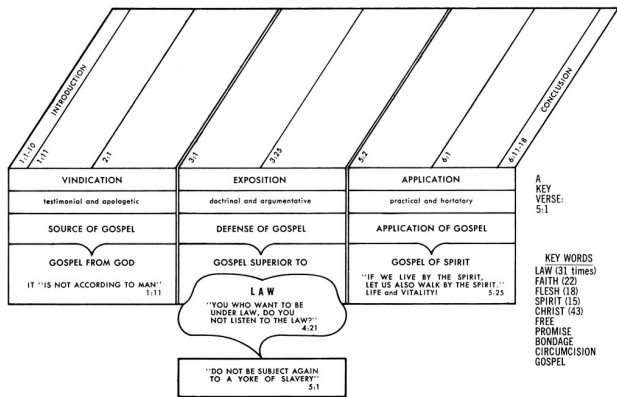 INTRODUCTION
CONCLUSION
1:1-10
1:11
2:1
3:1
3:25
5:2
6:1
6:11-18
VINDICATION
EXPOSITION
APPLICATION
testimonial and apologetic
doctrinal and argumentative
practical and hortatory
SOURCE OF GOSPEL
DEFENSE OF GOSPEL
APPLICATION OF GOSPEL
GOSPEL FROM GOD
IT "IS NOT ACCORDING TO MAN"
1:11
GOSPEL SUPERIOR TO
LAW
"YOU WHO WANT TO BE
UNDER LAW, DO YOU
NOT LISTEN TO THE LAW?"
4:21
"DO NOT BE SUBJECT AGAIN
TO A YOKE OF SLAVERY"
5:1
GOSPEL OF SPIRIT
"IF WE LIVE BY THE SPIRIT,
LET US ALSO WALK BY THE SPIRIT."
LIFE and VITALITY!
5:25
A
KEY
VERSE:
5:1
KEY WORDS
LAW (31 times)
FAITH (22)
FLESH (18)
SPIRIT (15)
CHRIST (43)
FREE
PROMISE
BONDAGE
CIRCUMCISION
GOSPEL